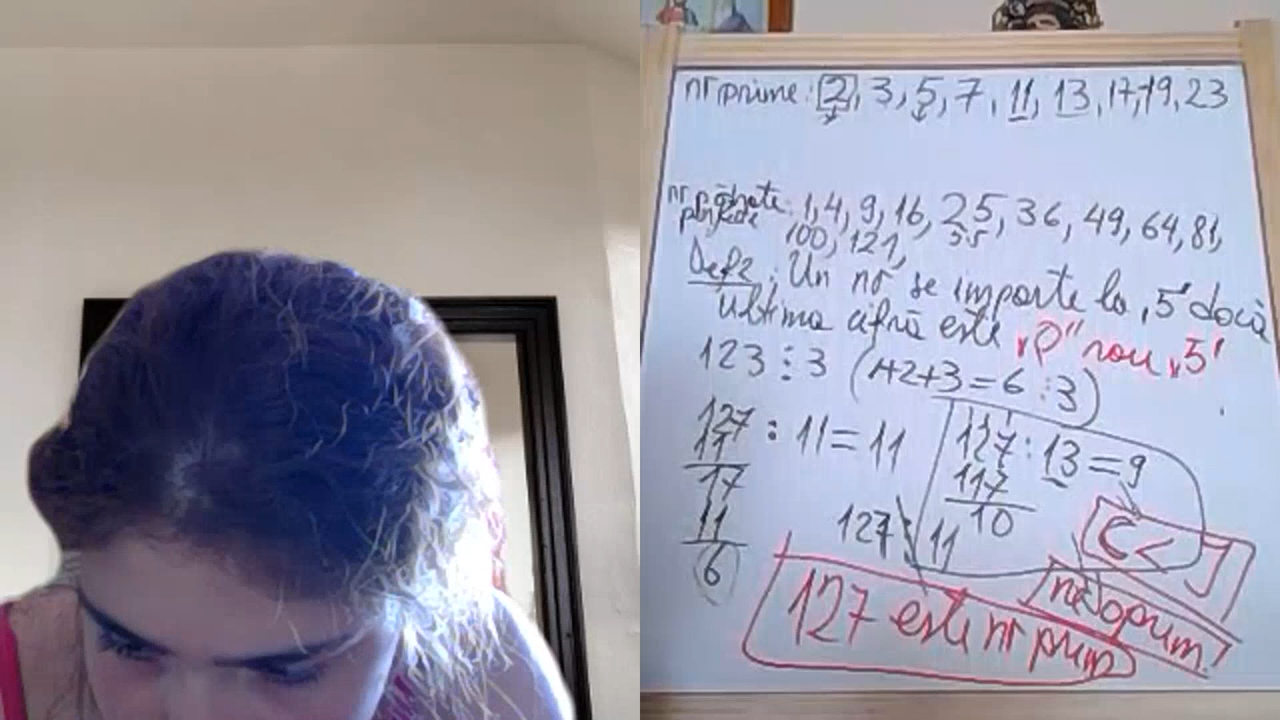 nr prime: 2, 3, 5, 7, 11, 13, 17, 19, 23
nr pătrate: 1, 4, 9, 16, 25, 36, 49, 64, 81,
perfecte 100, 121,
Def2: Un nr se imparte la „5" dacă
ultima cifră este „0" sau „5"
123 ⋮ 3 (1+2+3=6 ⋮ 3)
127 : 11 = 11
11
17
11
6
127 : 13 = 9
117
10
127 11
C < Î
ne oprim
127 este nr prim